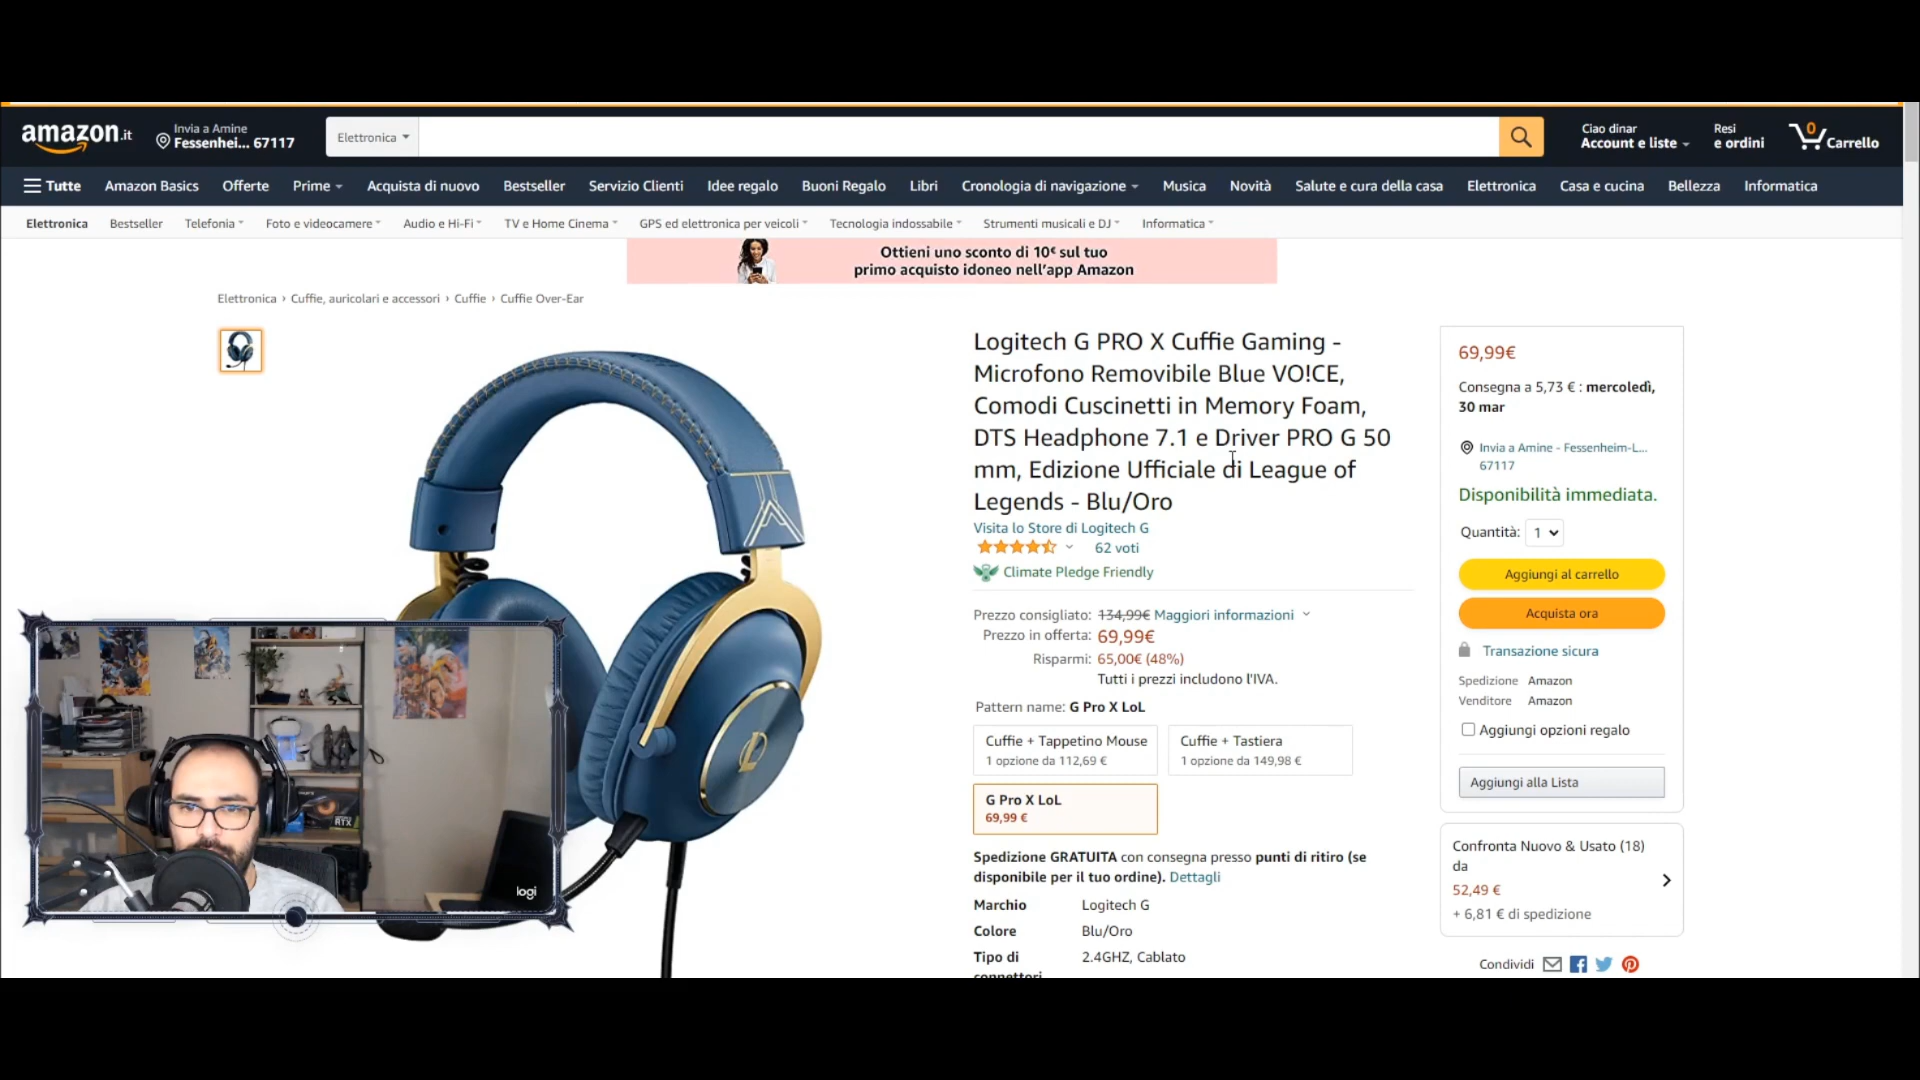 amazon.it
Invia a Amine
Fessenhei... 67117
Elettronica
Ciao dinar
Account e liste
Resi
e ordini
0
Carrello
Tutte
Amazon Basics
Offerte
Prime
Acquista di nuovo
Bestseller
Servizio Clienti
Idee regalo
Buoni Regalo
Libri
Cronologia di navigazione
Musica
Novità
Salute e cura della casa
Elettronica
Casa e cucina
Bellezza
Informatica
Elettronica
Bestseller
Telefonia
Foto e videocamere
Audio e Hi-Fi
TV e Home Cinema
GPS ed elettronica per veicoli
Tecnologia indossabile
Strumenti musicali e DJ
Informatica
Ottieni uno sconto di 10€ sul tuo
primo acquisto idoneo nell'app Amazon
Elettronica › Cuffie, auricolari e accessori › Cuffie › Cuffie Over-Ear
Logitech G PRO X Cuffie Gaming -
Microfono Removibile Blue VO!CE,
Comodi Cuscinetti in Memory Foam,
DTS Headphone 7.1 e Driver PRO G 50
mm, Edizione Ufficiale di League of
Legends - Blu/Oro
Visita lo Store di Logitech G
62 voti
Climate Pledge Friendly
Prezzo consigliato: 134,99€ Maggiori informazioni
Prezzo in offerta: 69,99€
Risparmi: 65,00€ (48%)
Tutti i prezzi includono l'IVA.
Pattern name: G Pro X LoL
Cuffie + Tappetino Mouse
1 opzione da 112,69 €
Cuffie + Tastiera
1 opzione da 149,98 €
G Pro X LoL
69,99 €
Spedizione GRATUITA con consegna presso punti di ritiro (se
disponibile per il tuo ordine). Dettagli
Marchio Logitech G
Colore Blu/Oro
Tipo di 2.4GHZ, Cablato
connettori
69,99€
Consegna a 5,73 € : mercoledì,
30 mar
Invia a Amine - Fessenheim-L...
67117
Disponibilità immediata.
Quantità: 1
Aggiungi al carrello
Acquista ora
Transazione sicura
Spedizione Amazon
Venditore Amazon
Aggiungi opzioni regalo
Aggiungi alla Lista
Confronta Nuovo & Usato (18)
da
52,49 €
+ 6,81 € di spedizione
Condividi
RTX
logi